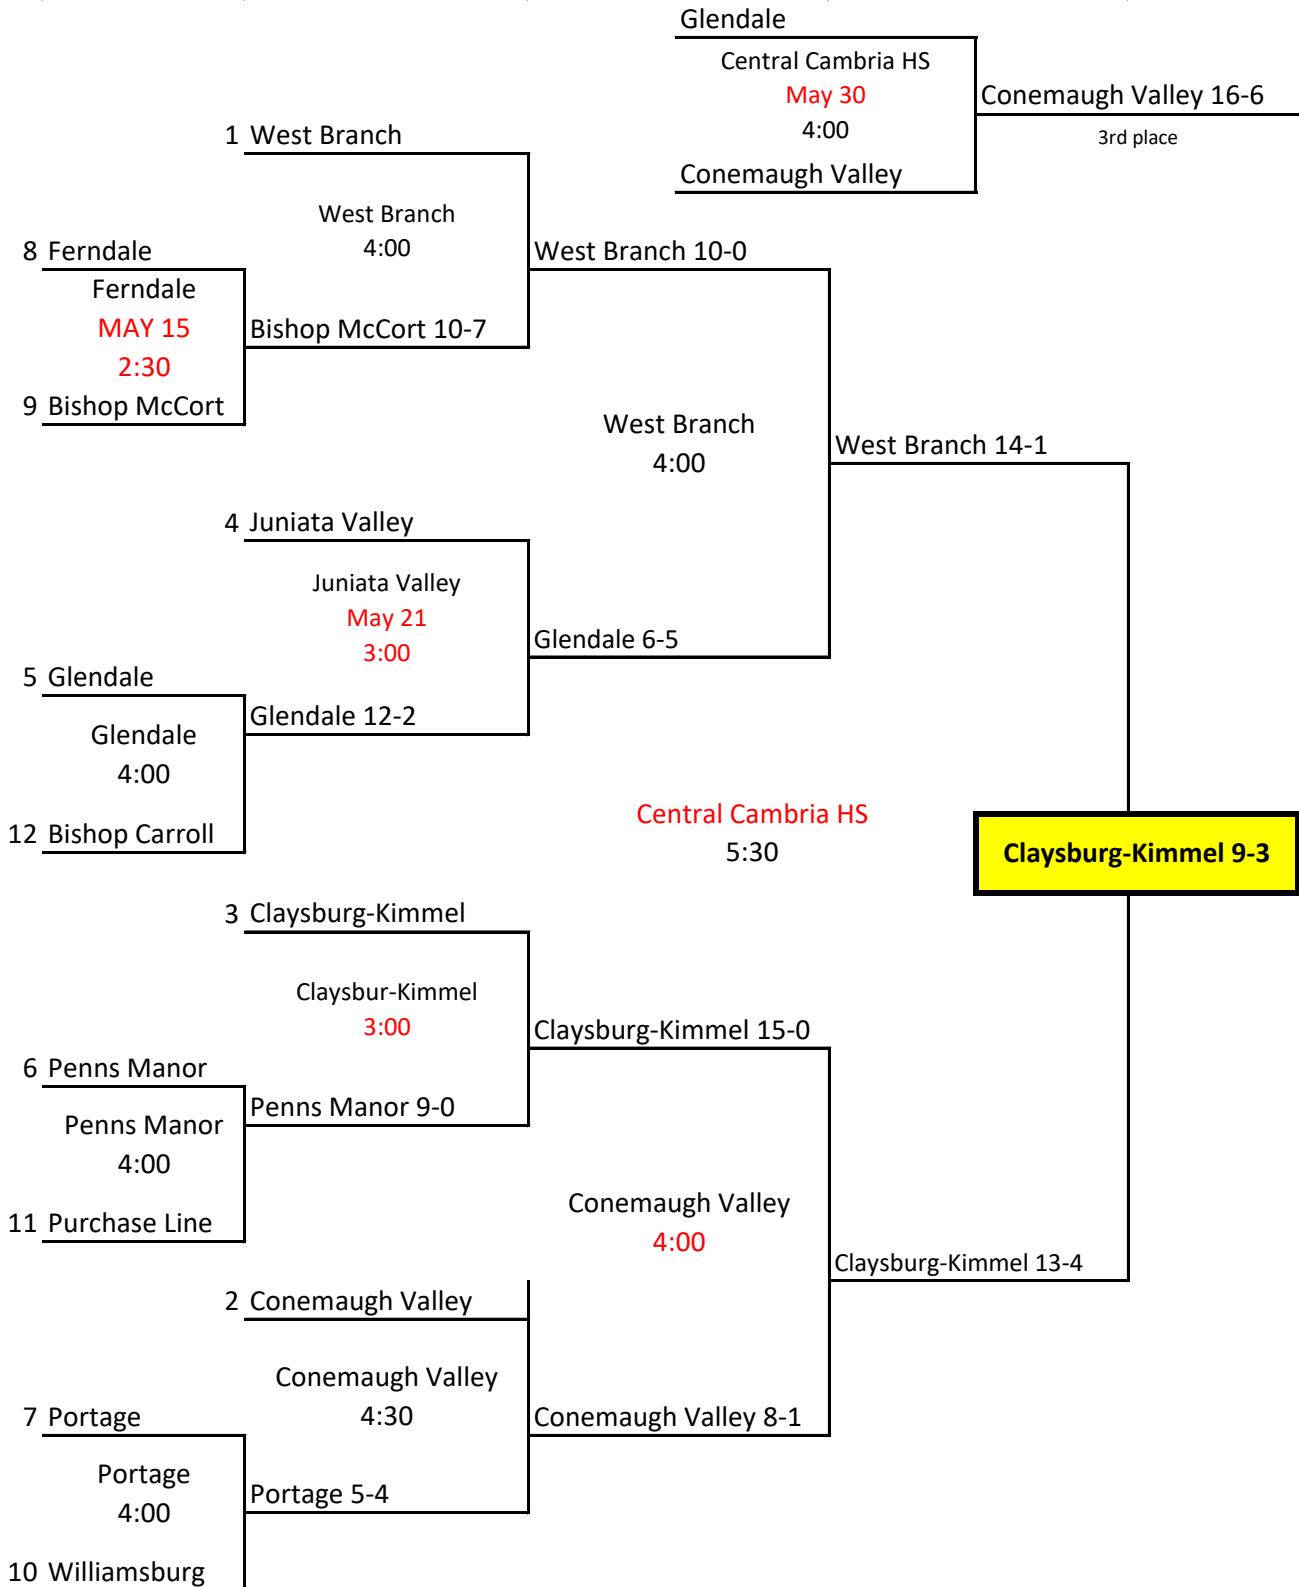 Glendale
Central Cambria HS
May 30
4:00
Conemaugh Valley 16-6
3rd place
Conemaugh Valley
1 West Branch
West Branch
4:00
8 Ferndale
Ferndale
MAY 15
2:30
9 Bishop McCort
Bishop McCort 10-7
West Branch 10-0
West Branch
4:00
West Branch 14-1
4 Juniata Valley
Juniata Valley
May 21
3:00
Glendale 6-5
5 Glendale
Glendale
4:00
12 Bishop Carroll
Glendale 12-2
Central Cambria HS
5:30
Claysburg-Kimmel 9-3
3 Claysburg-Kimmel
Claysbur-Kimmel
3:00
Claysburg-Kimmel 15-0
6 Penns Manor
Penns Manor
4:00
11 Purchase Line
Penns Manor 9-0
Conemaugh Valley
4:00
Claysburg-Kimmel 13-4
2 Conemaugh Valley
Conemaugh Valley
4:30
Conemaugh Valley 8-1
7 Portage
Portage
4:00
10 Williamsburg
Portage 5-4